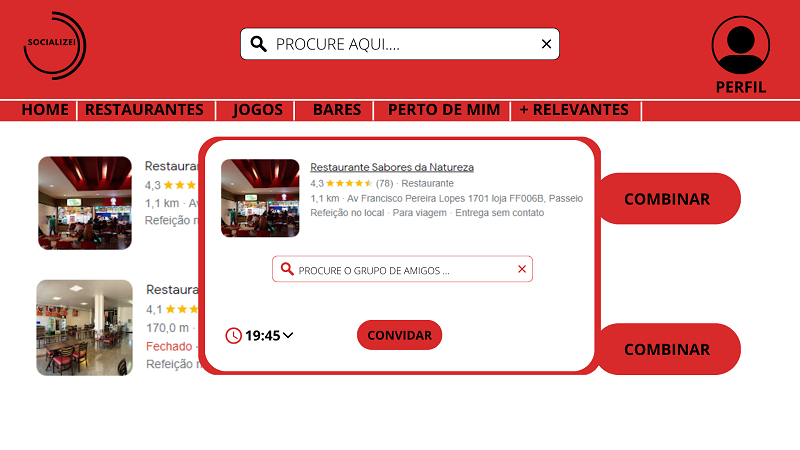 SOCIALIZEI
PROCURE AQUI....
PERFIL
HOME RESTAURANTES JOGOS BARES PERTO DE MIM + RELEVANTES
4,3
1,1 km ·
Refeição
COMBINAR
Restaurante Sabores da Natureza
4,3 (78) · Restaurante
1,1 km · Av Francisco Pereira Lopes 1701 loja FF006B, Passeio
Refeição no local · Para viagem · Entrega sem contato
PROCURE O GRUPO DE AMIGOS ...
19:45
CONVIDAR
4,1
170,0 m ·
Fechado ·
Refeição
COMBINAR